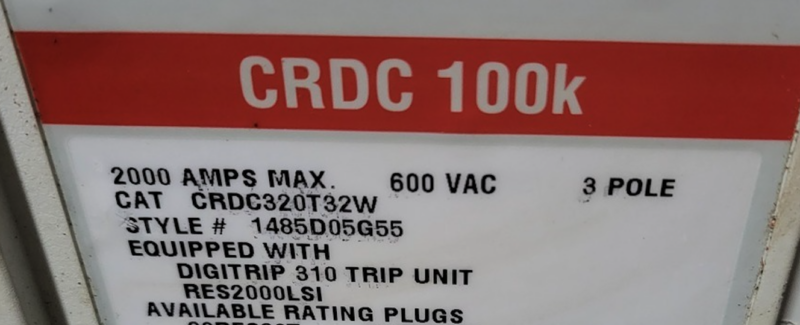 CRDC 100k
2000 AMPS MAX. 600 VAC 3 POLE
CAT CRDC320T32W
STYLE # 1485D05G55
EQUIPPED WITH
DIGITRIP 310 TRIP UNIT
RES2000LSI
AVAILABLE RATING PLUGS